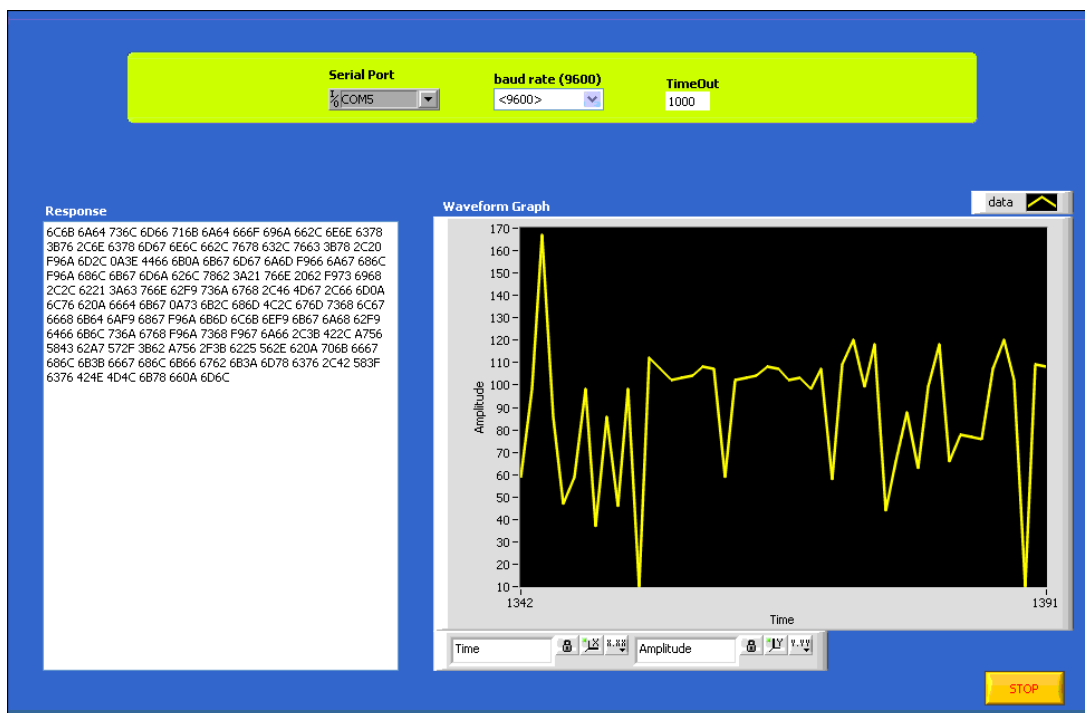 Serial Port
baud rate (9600)
TimeOut
COM5
<9600>
1000
Response
6C6B 6A64 736C 6D66 716B 6A64 666F 696A 662C 6E6E 6378
3B76 2C6E 6378 6D67 6E6C 662C 7678 632C 7663 3B78 2C20
F96A 6D2C 0A3E 4466 6B0A 6B67 6D67 6A6D F966 6A67 686C
F96A 686C 6B67 6D6A 626C 7862 3A21 766E 2062 F973 6968
2C2C 6221 3A63 766E 62F9 736A 6768 2C46 4D67 2C66 6D0A
6C76 620A 6664 6B67 0A73 6B2C 686D 4C2C 676D 7368 6C67
6668 6B64 6AF9 6867 F96A 6B6D 6C6B 6EF9 6B67 6A68 62F9
6466 6B6C 736A 6768 F96A 7368 F967 6A66 2C3B 422C A756
5843 62A7 572F 3B62 A756 2F3B 6225 562E 620A 706B 6667
686C 6B3B 6667 686C 6B66 6762 6B3A 6D78 6376 2C42 583F
6376 424E 4D4C 6B78 660A 6D6C
Waveform Graph
data
170
160
150
140
130
120
110
100
90
80
70
60
50
40
30
20
10
Amplitude
1342
1391
Time
Time
Amplitude
STOP